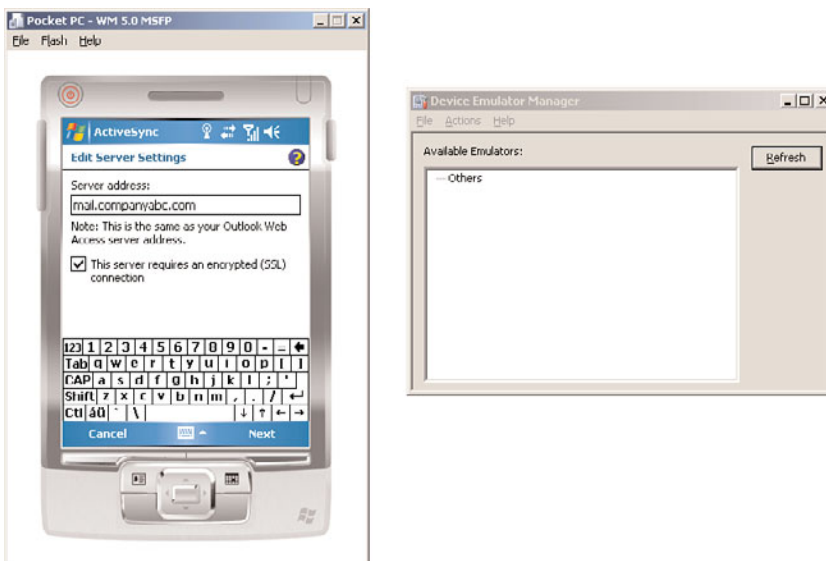 Pocket PC - WM 5.0 MSFP
File Flash Help
ActiveSync
Edit Server Settings
Server address:
mail.companyabc.com
Note: This is the same as your Outlook Web
Access server address.
This server requires an encrypted (SSL)
connection
123 1 2 3 4 5 6 7 8 9 0 - =
Tab q w e r t y u i o p [ ]
CAP a s d f g h j k l ; '
Shift z x c v b n m , . /
Ctl áü ` \
Cancel Next
Device Emulator Manager
File Actions Help
Available Emulators:
Others
Refresh